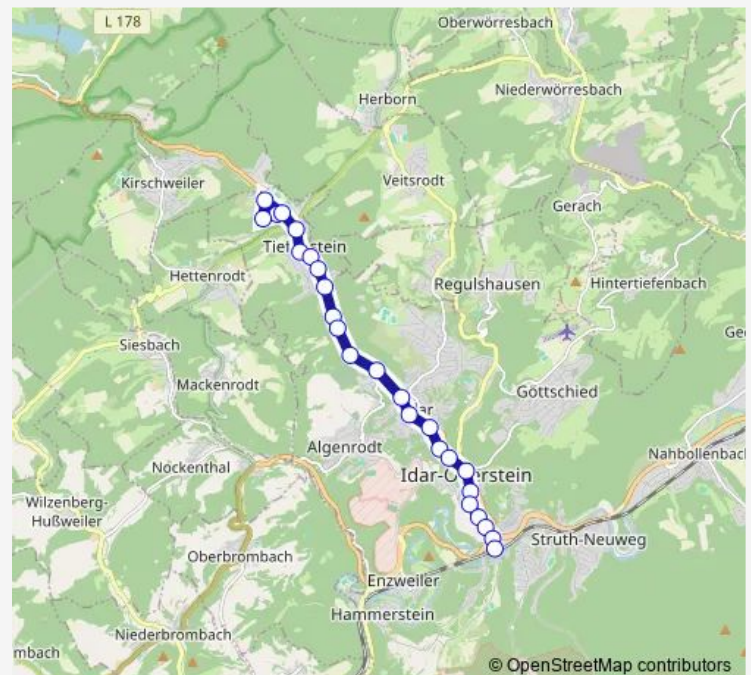 L 178
Oberwörresbach
Niederwörresbach
Herborn
Kirschweiler
Veitsrodt
Gerach
Hettenrodt
Regulshausen
Hintertiefenbach
Siesbach
Mackenrodt
Göttschied
Algenrodt
Nockenthal
Idar-Oberstein
Nahbollenbac
Wilzenberg-
Hußweiler
Oberbrombach
Struth-Neuweg
Enzweiler
Hammerstein
Niederbrombach
mbach
© OpenStreetMap contributors